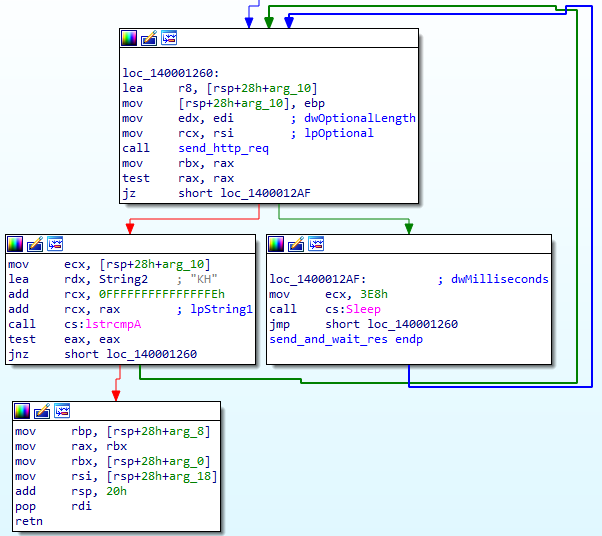 loc_140001260:
lea r8, [rsp+28h+arg_10]
mov [rsp+28h+arg_10], ebp
mov edx, edi ; dwOptionalLength
mov rcx, rsi ; lpOptional
call send_http_req
mov rbx, rax
test rax, rax
jz short loc_1400012AF
mov ecx, [rsp+28h+arg_10]
lea rdx, String2 ; "KH"
add rcx, 0FFFFFFFFFFFFFFFEh
add rcx, rax ; lpString1
call cs:lstrcmpA
test eax, eax
jnz short loc_140001260
loc_1400012AF: ; dwMilliseconds
mov ecx, 3E8h
call cs:Sleep
jmp short loc_140001260
send_and_wait_res endp
mov rbp, [rsp+28h+arg_8]
mov rax, rbx
mov rbx, [rsp+28h+arg_0]
mov rsi, [rsp+28h+arg_18]
add rsp, 20h
pop rdi
retn